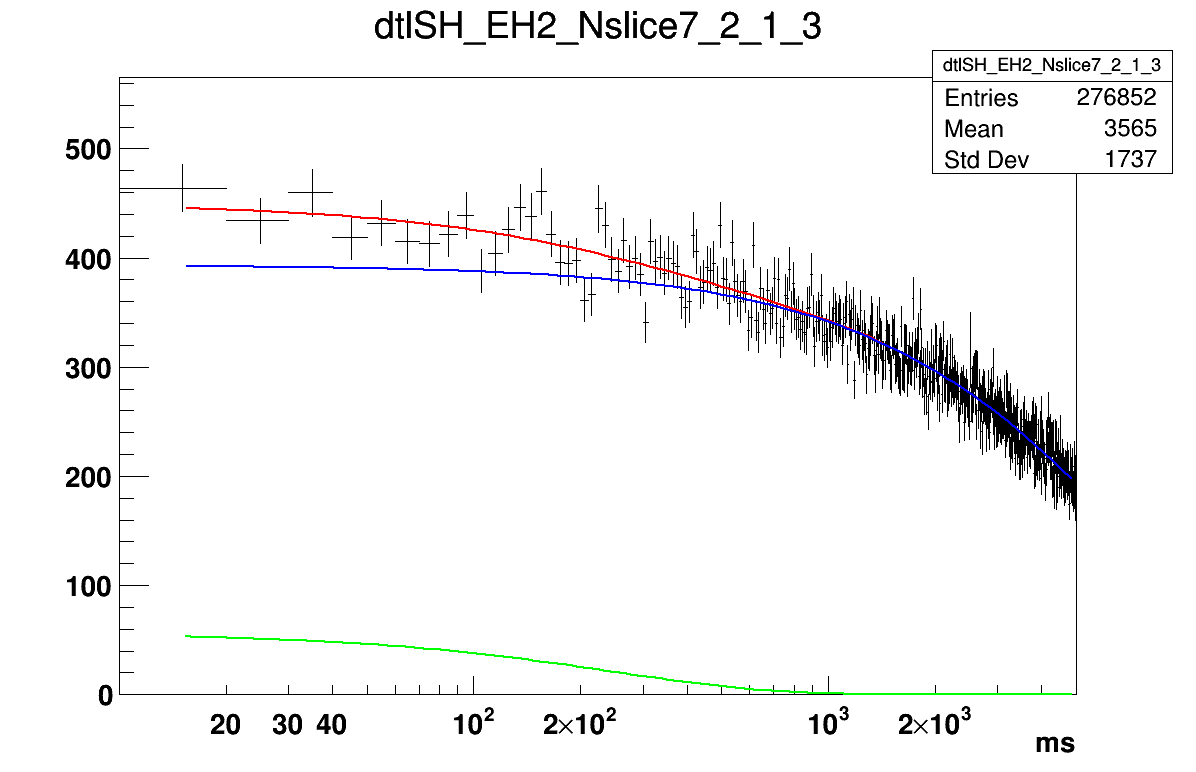 dtlSH_EH2_Nslice7_2_1_3
dtlSH_EH2_Nslice7_2_1_3
Entries 276852
Mean 3565
Std Dev 1737
500
400
300
200
100
0
20 30 40 10² 2×10² 10³ 2×10³
ms